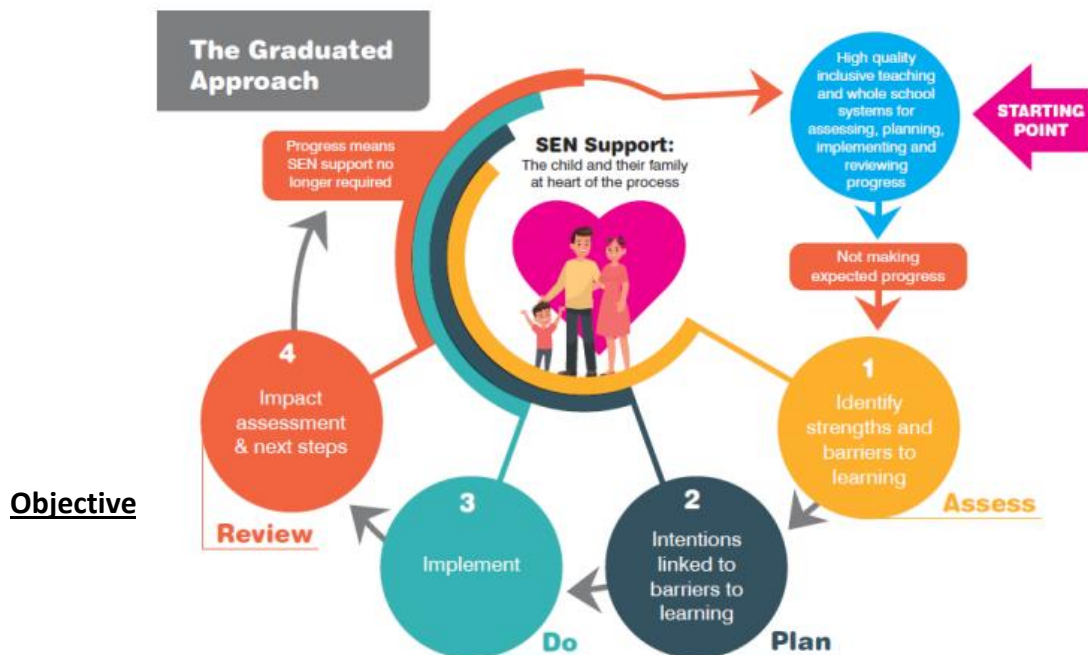 The Graduated
Approach
High quality
inclusive teaching
and whole school
systems for
assessing, planning,
implementing and
reviewing
progress
STARTING
POINT
SEN Support:
The child and their family
at heart of the process
Progress means
SEN support no
longer required
Not making
expected progress
1
Identify
strengths and
barriers to
learning
Assess
2
Intentions
linked to
barriers to
learning
Plan
3
Implement
Do
4
Impact
assessment
& next steps
Review
Objective